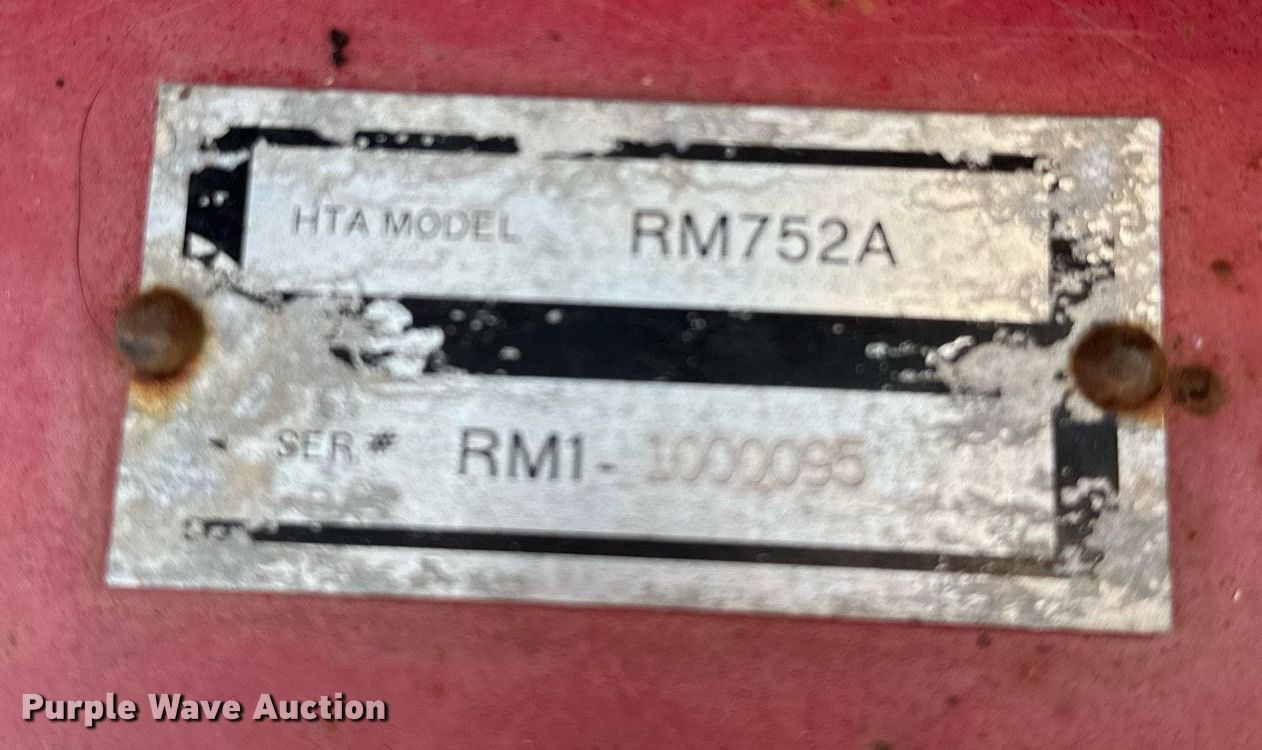 HTA MODEL RM752A
SER. # RM1-1000095
Purple Wave Auction